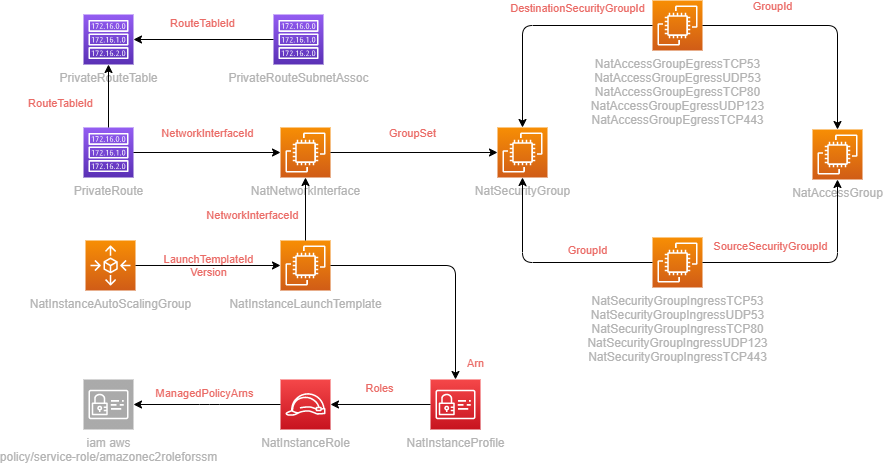 DestinationSecurityGroupId
GroupId
RouteTableId
172.16.0.0
172.16.1.0
172.16.2.0
172.16.0.0
172.16.1.0
172.16.2.0
PrivateRouteTable
PrivateRouteSubnetAssoc
NatAccessGroupEgressTCP53
NatAccessGroupEgressUDP53
NatAccessGroupEgressTCP80
NatAccessGroupEgressUDP123
NatAccessGroupEgressTCP443
RouteTableId
NetworkInterfaceId
GroupSet
172.16.0.0
172.16.1.0
172.16.2.0
PrivateRoute
NatNetworkInterface
NatSecurityGroup
NatAccessGroup
NetworkInterfaceId
GroupId
SourceSecurityGroupId
LaunchTemplateId
Version
NatInstanceAutoScalingGroup
NatInstanceLaunchTemplate
NatSecurityGroupIngressTCP53
NatSecurityGroupIngressUDP53
NatSecurityGroupIngressTCP80
NatSecurityGroupIngressUDP123
NatSecurityGroupIngressTCP443
Arn
ManagedPolicyArns
Roles
iam aws
policy/service-role/amazonec2roleforssm
NatInstanceRole
NatInstanceProfile